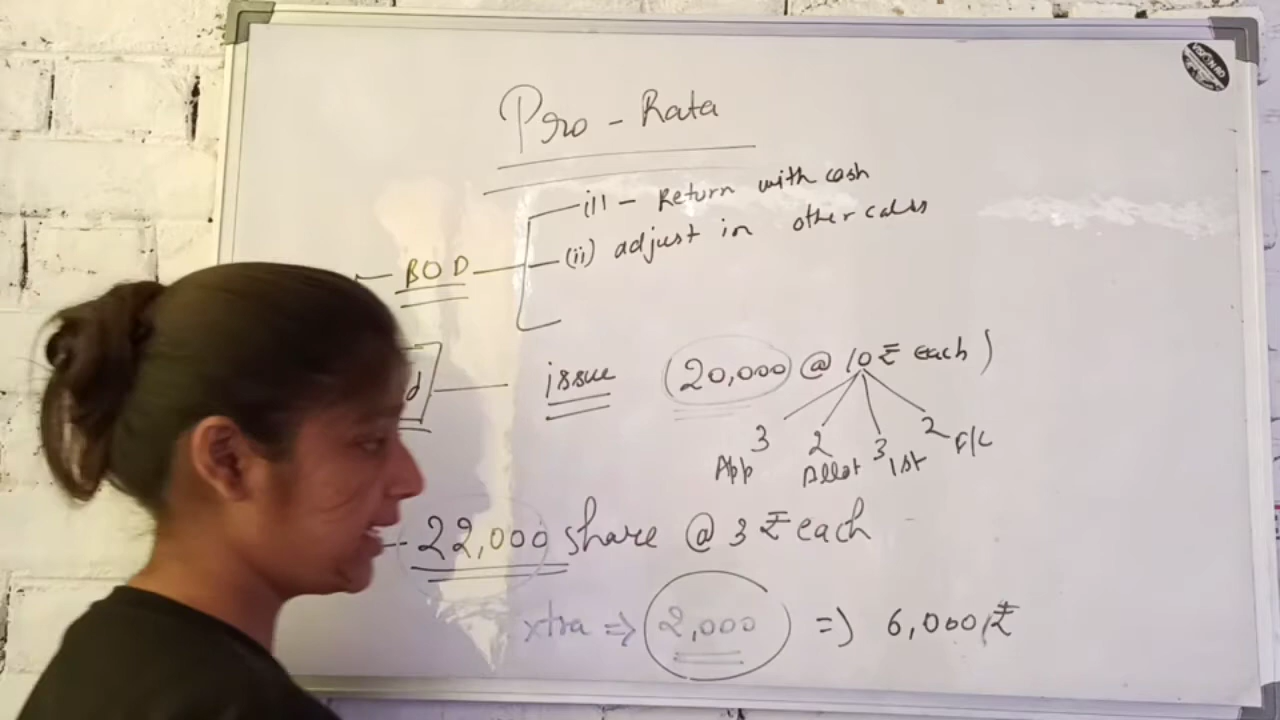 Pro - Rata
(i) - Return with cash
BOD
(ii) adjust in other calls
d
issue 20,000 @ 10 ₹ each)
3 2 3 2
App Allot 1st F/C
22,000 share @ 3 ₹ each
xtra => 2,000 => 6,000 ₹